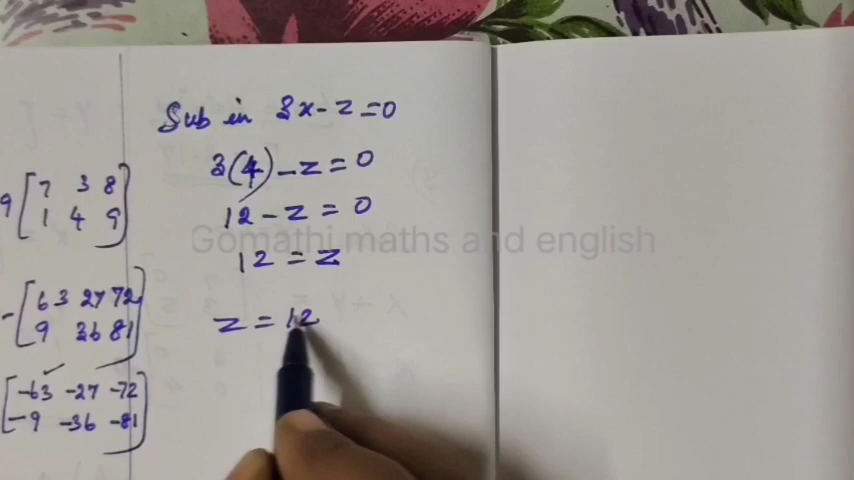 Sub in 3x - z = 0
3(4) - z = 0
12 - z = 0
12 = z
z = 12
9 [ 7 3 8
1 4 9 ]
- [ 63 27 72
9 36 81 ]
[ -63 -27 -72
-9 -36 -81 ]
Gomathi maths and english